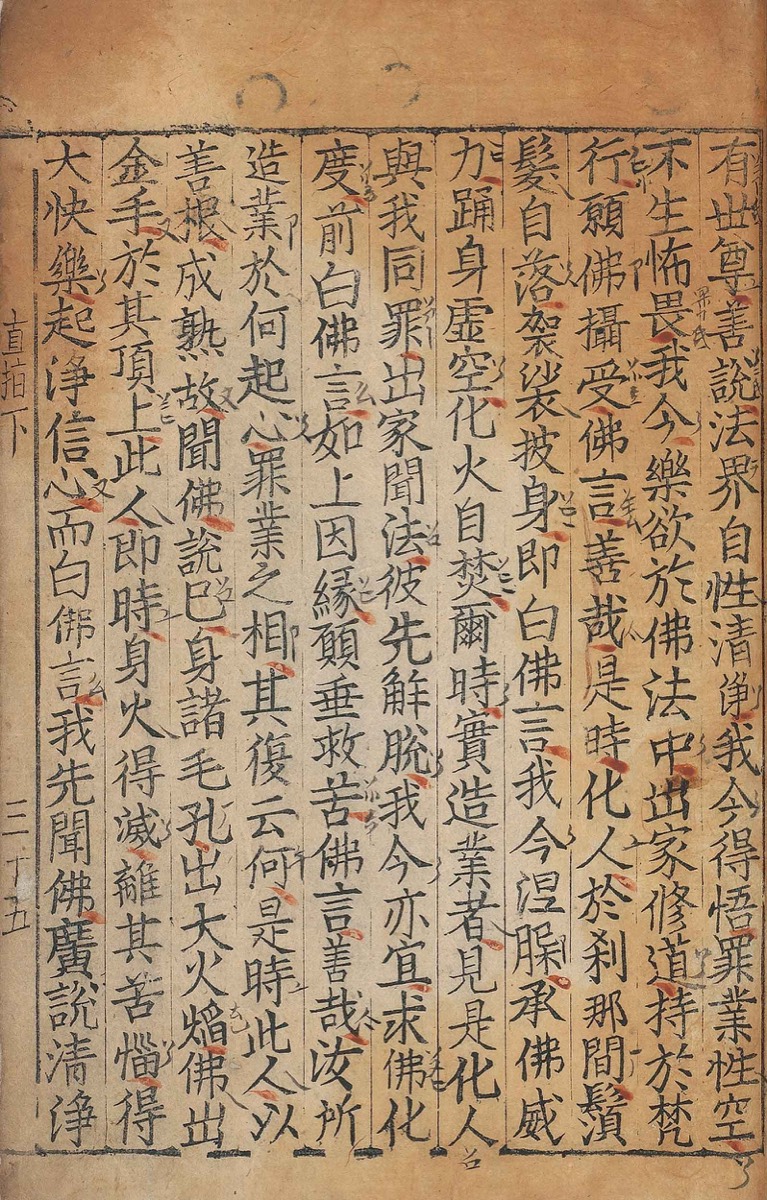 有世尊善說法界自性清淨我今得悟罪業性空
不生怖畏我今樂欲於佛法中出家修道持於梵
行願佛攝受佛言善哉是時化人於刹那間鬚
髮自落袈裟披身即白佛言我今涅槃承佛威
力踊身虛空化火自焚爾時實造業者見是化人
與我同罪出家聞法彼先解脫我今亦宜求佛化
度前白佛言如上因緣願垂救苦佛言善哉汝所
造業於何起心罪業之相其復云何是時此人以
善根成熟故聞佛說已身諸毛孔出大火焰佛出
金手於其頂上此人即時身火得滅離其苦惱得
大快樂起淨信心而白佛言我先聞佛廣說清淨
直指下 三 丁五